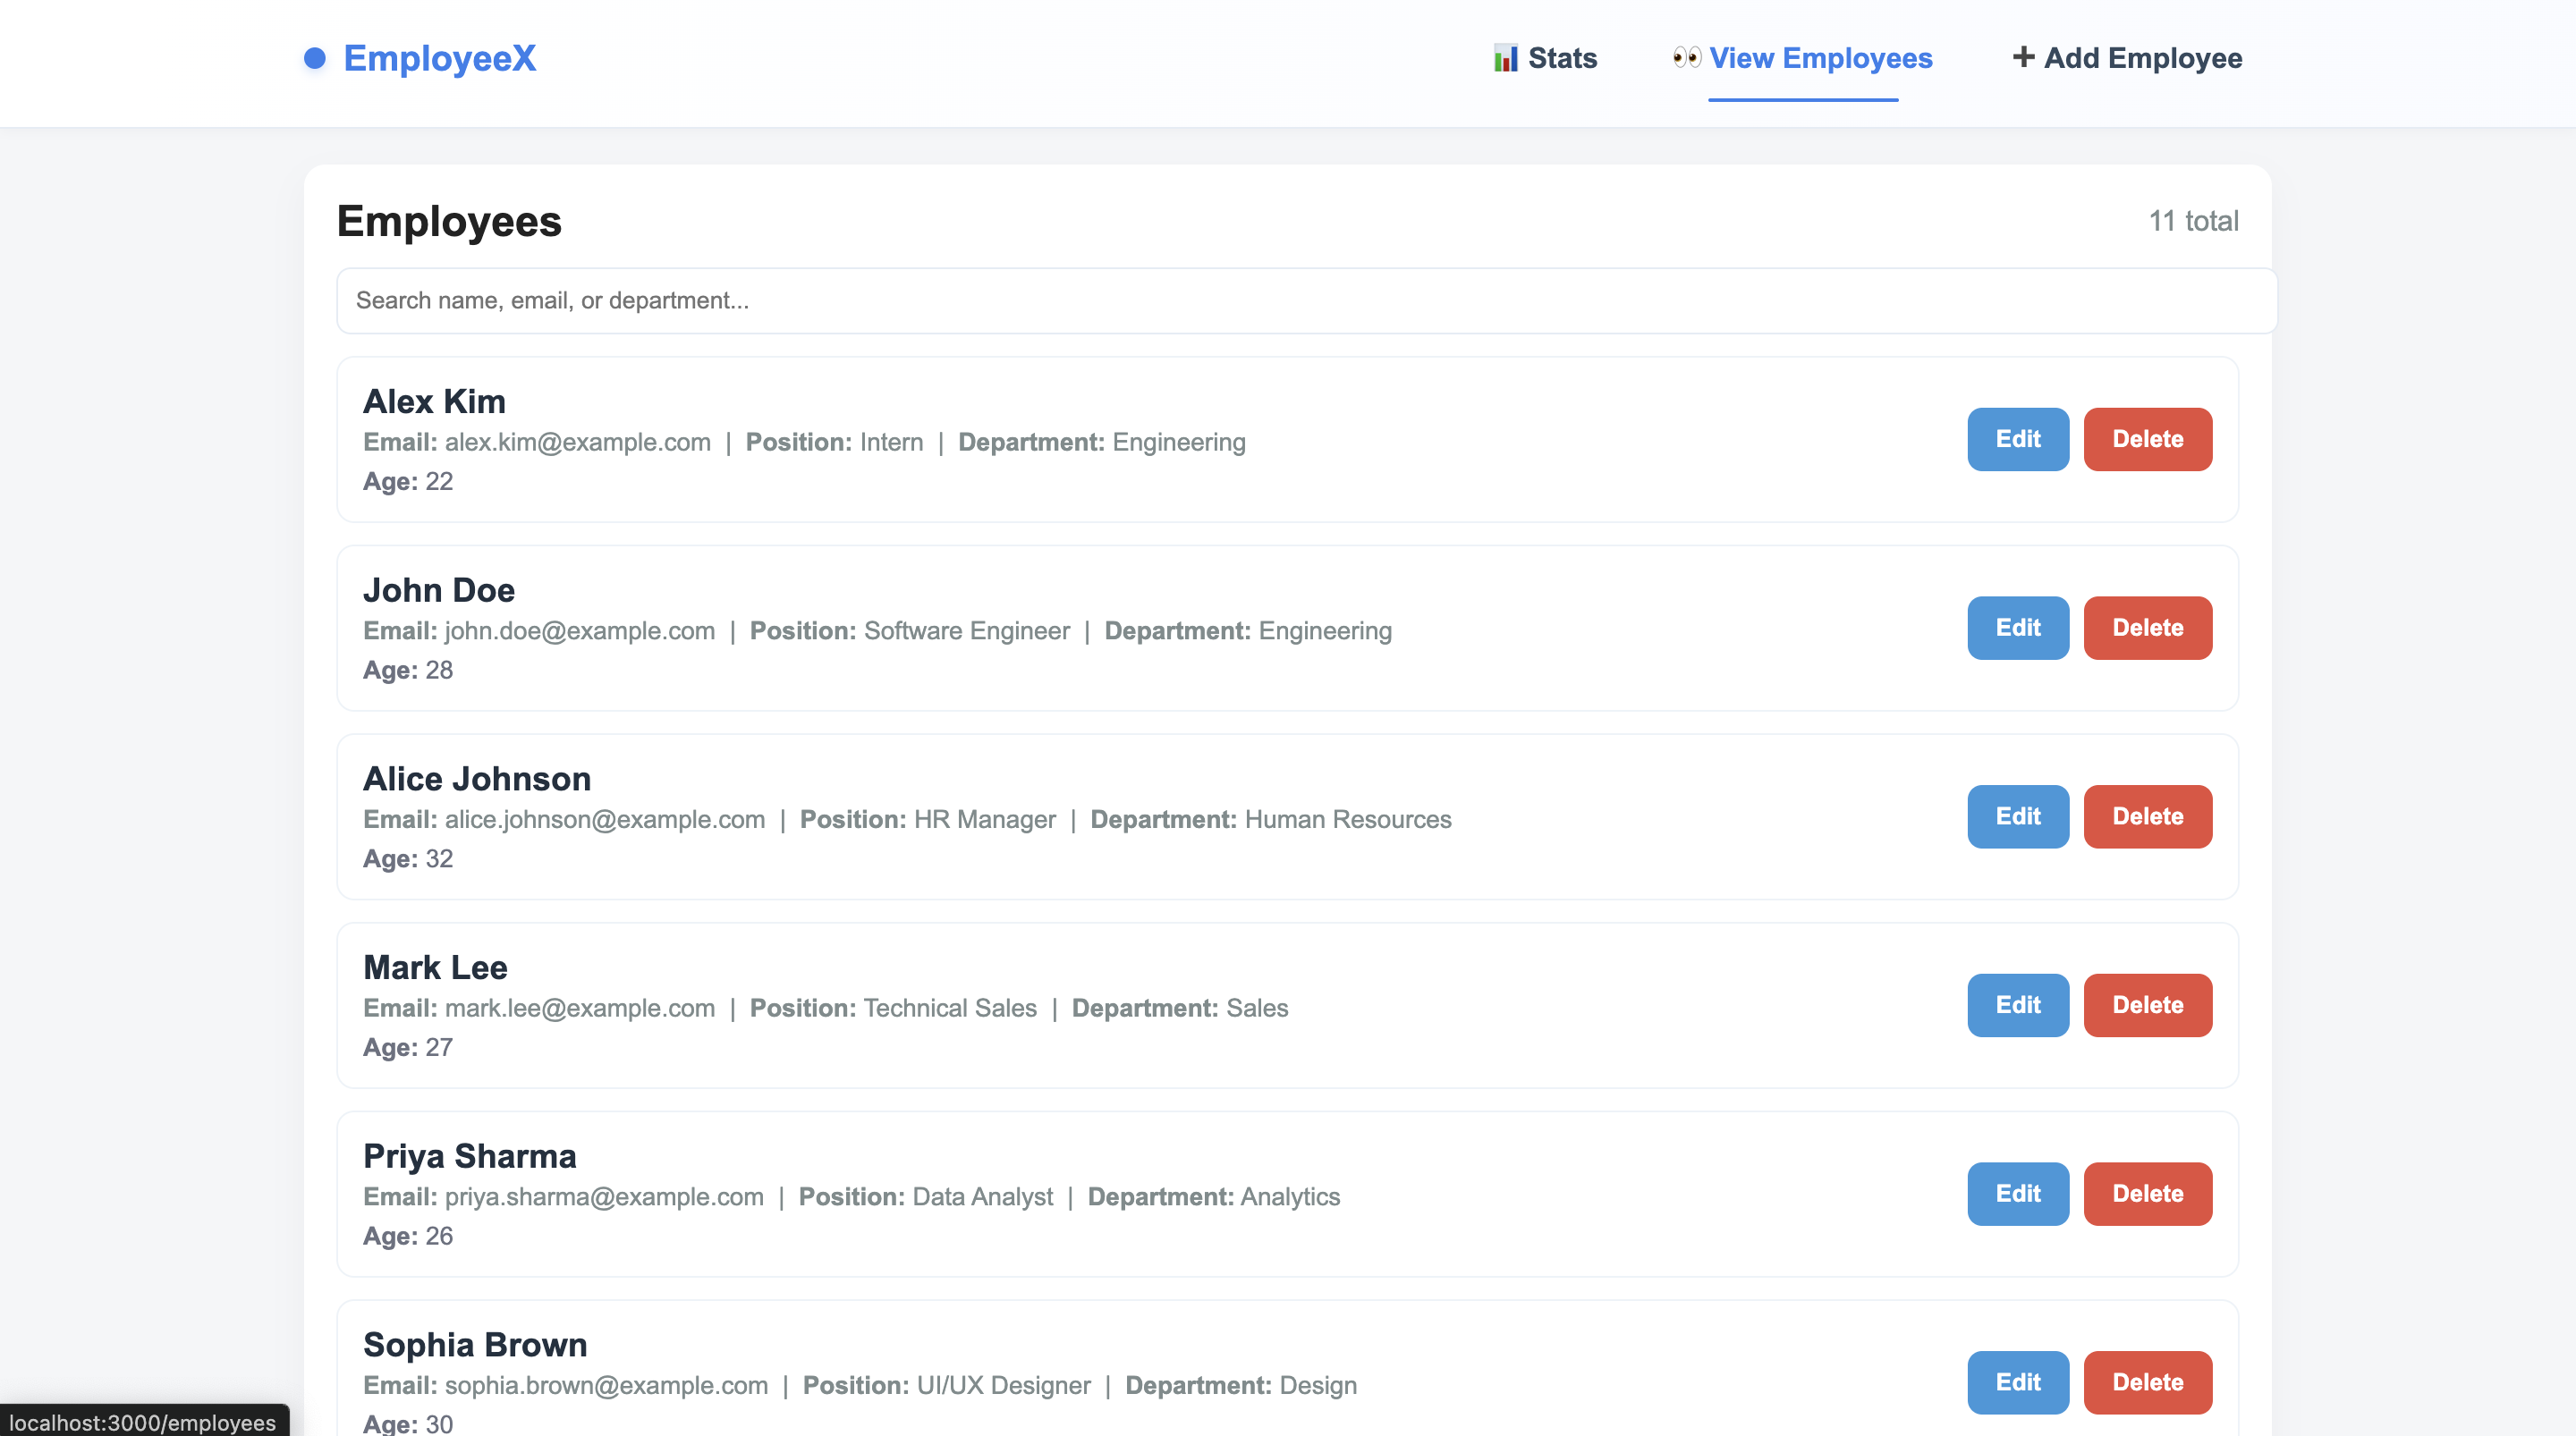 EmployeeX
📊 Stats
👀 View Employees
➕ Add Employee
Employees
11 total
Search name, email, or department...
Alex Kim
Email: alex.kim@example.com | Position: Intern | Department: Engineering
Age: 22
Edit
Delete
John Doe
Email: john.doe@example.com | Position: Software Engineer | Department: Engineering
Age: 28
Edit
Delete
Alice Johnson
Email: alice.johnson@example.com | Position: HR Manager | Department: Human Resources
Age: 32
Edit
Delete
Mark Lee
Email: mark.lee@example.com | Position: Technical Sales | Department: Sales
Age: 27
Edit
Delete
Priya Sharma
Email: priya.sharma@example.com | Position: Data Analyst | Department: Analytics
Age: 26
Edit
Delete
Sophia Brown
Email: sophia.brown@example.com | Position: UI/UX Designer | Department: Design
Age: 30
Edit
Delete
localhost:3000/employees